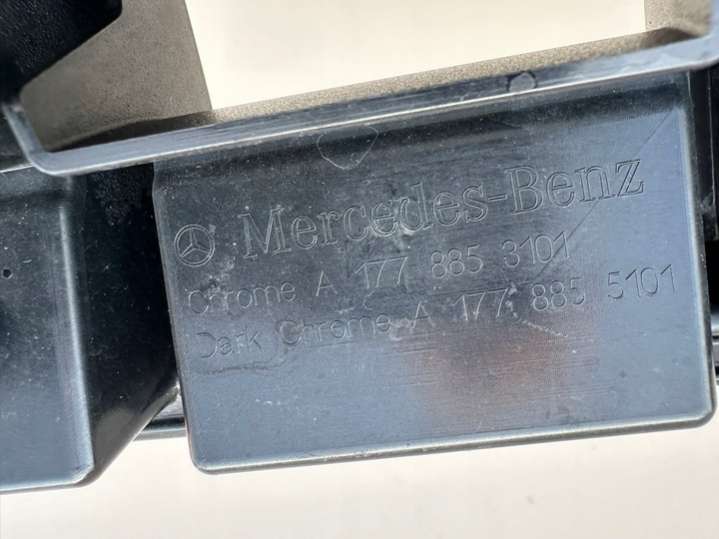 Mercedes-Benz
Chrome A 177 885 3101
Dark Chrome A 177 885 5101